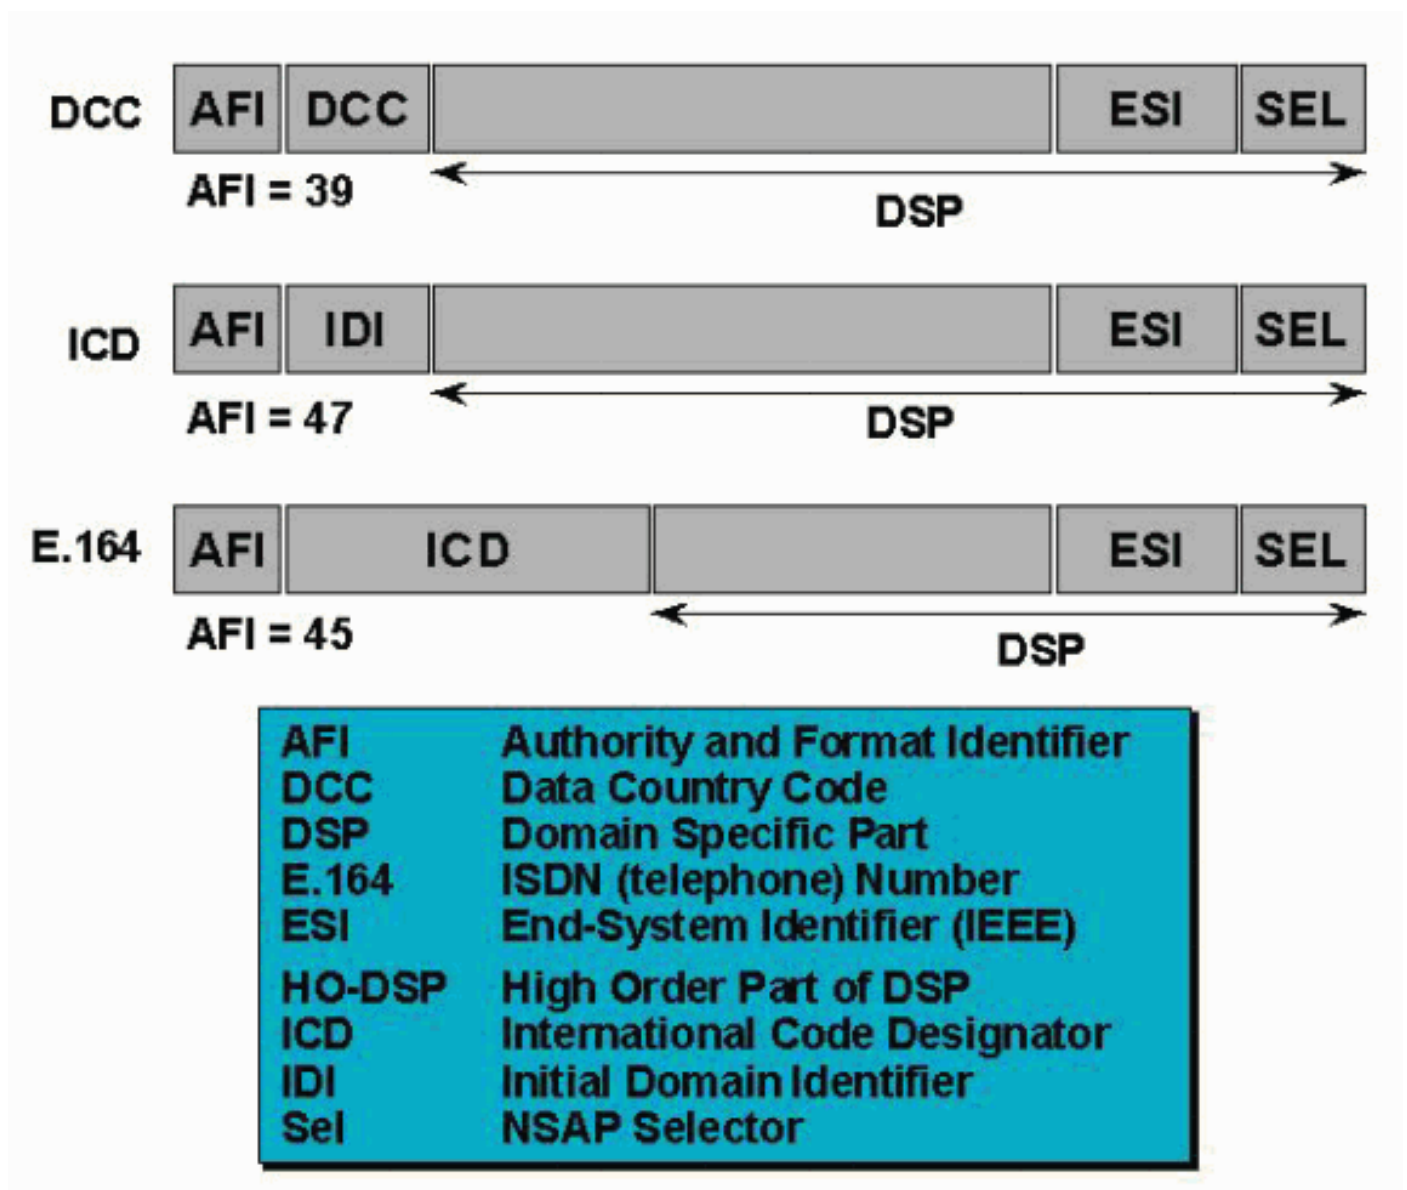 DCC AFI DCC ESI SEL
AFI = 39
DSP
ICD AFI IDI ESI SEL
AFI = 47
DSP
E.164 AFI ICD ESI SEL
AFI = 45
DSP
AFI Authority and Format Identifier
DCC Data Country Code
DSP Domain Specific Part
E.164 ISDN (telephone) Number
ESI End-System Identifier (IEEE)
HO-DSP High Order Part of DSP
ICD International Code Designator
IDI Initial Domain Identifier
Sel NSAP Selector